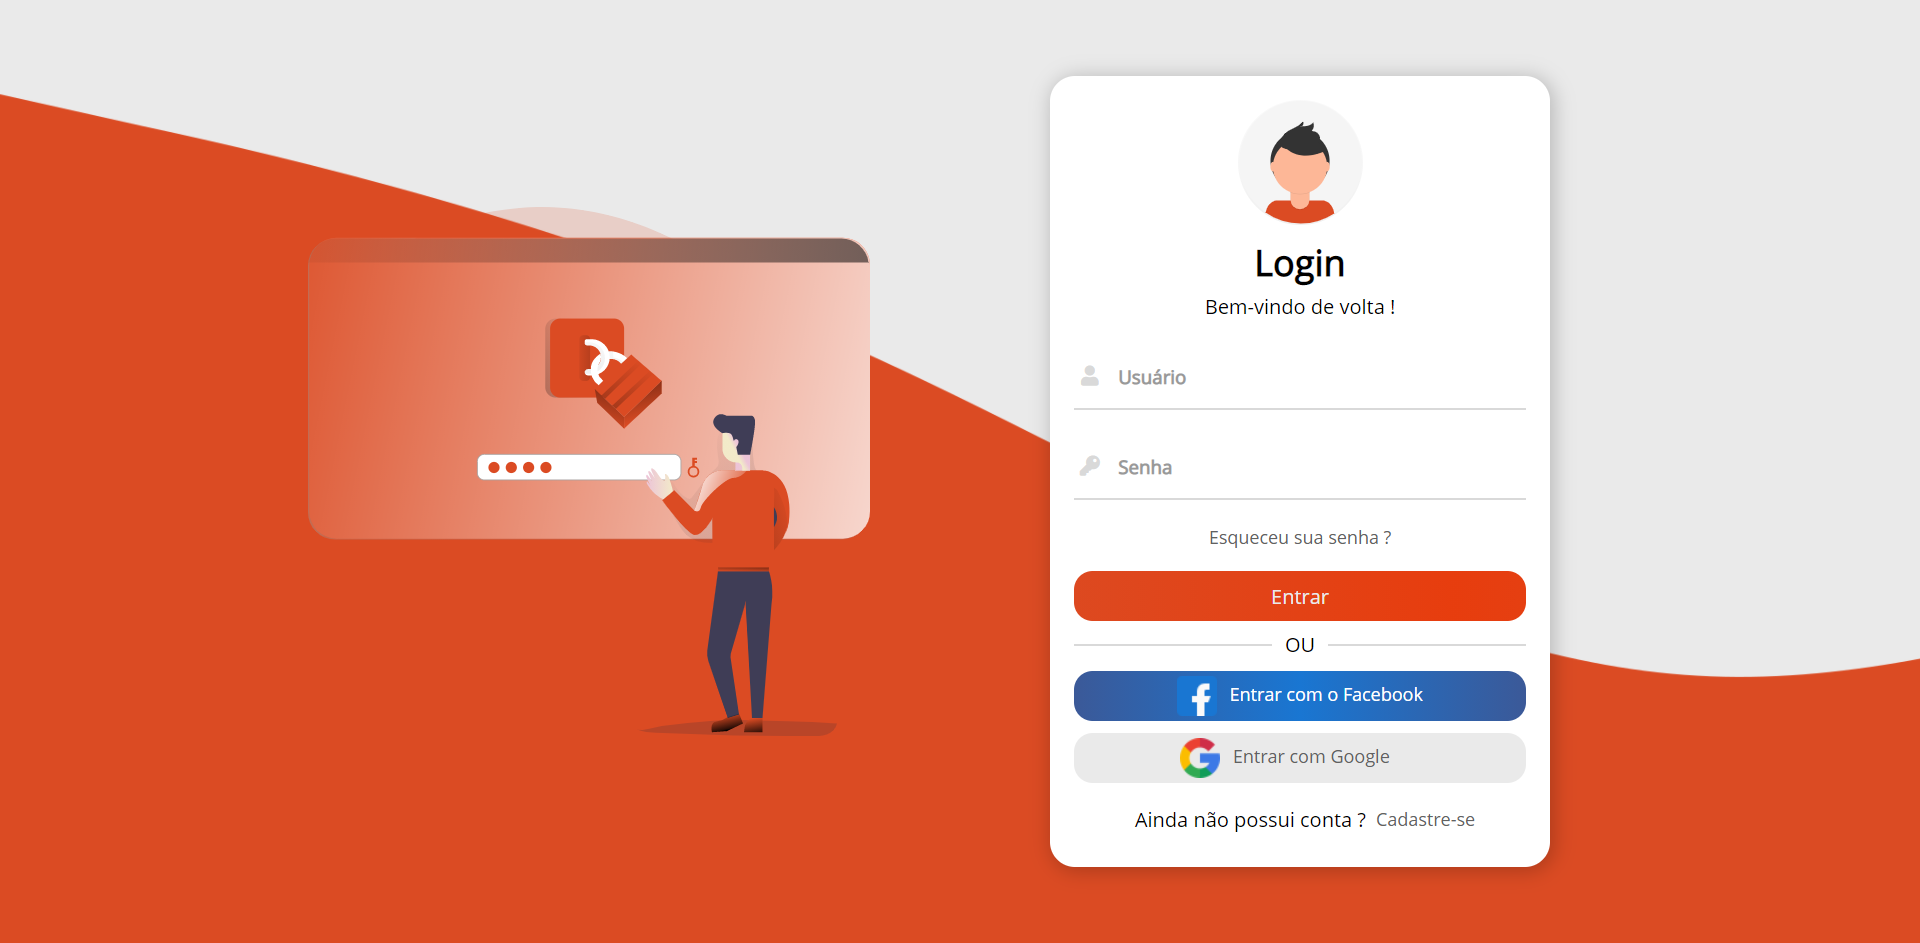 Login
Bem-vindo de volta !
Usuário
Senha
Esqueceu sua senha ?
Entrar
OU
Entrar com o Facebook
Entrar com Google
Ainda não possui conta ? Cadastre-se